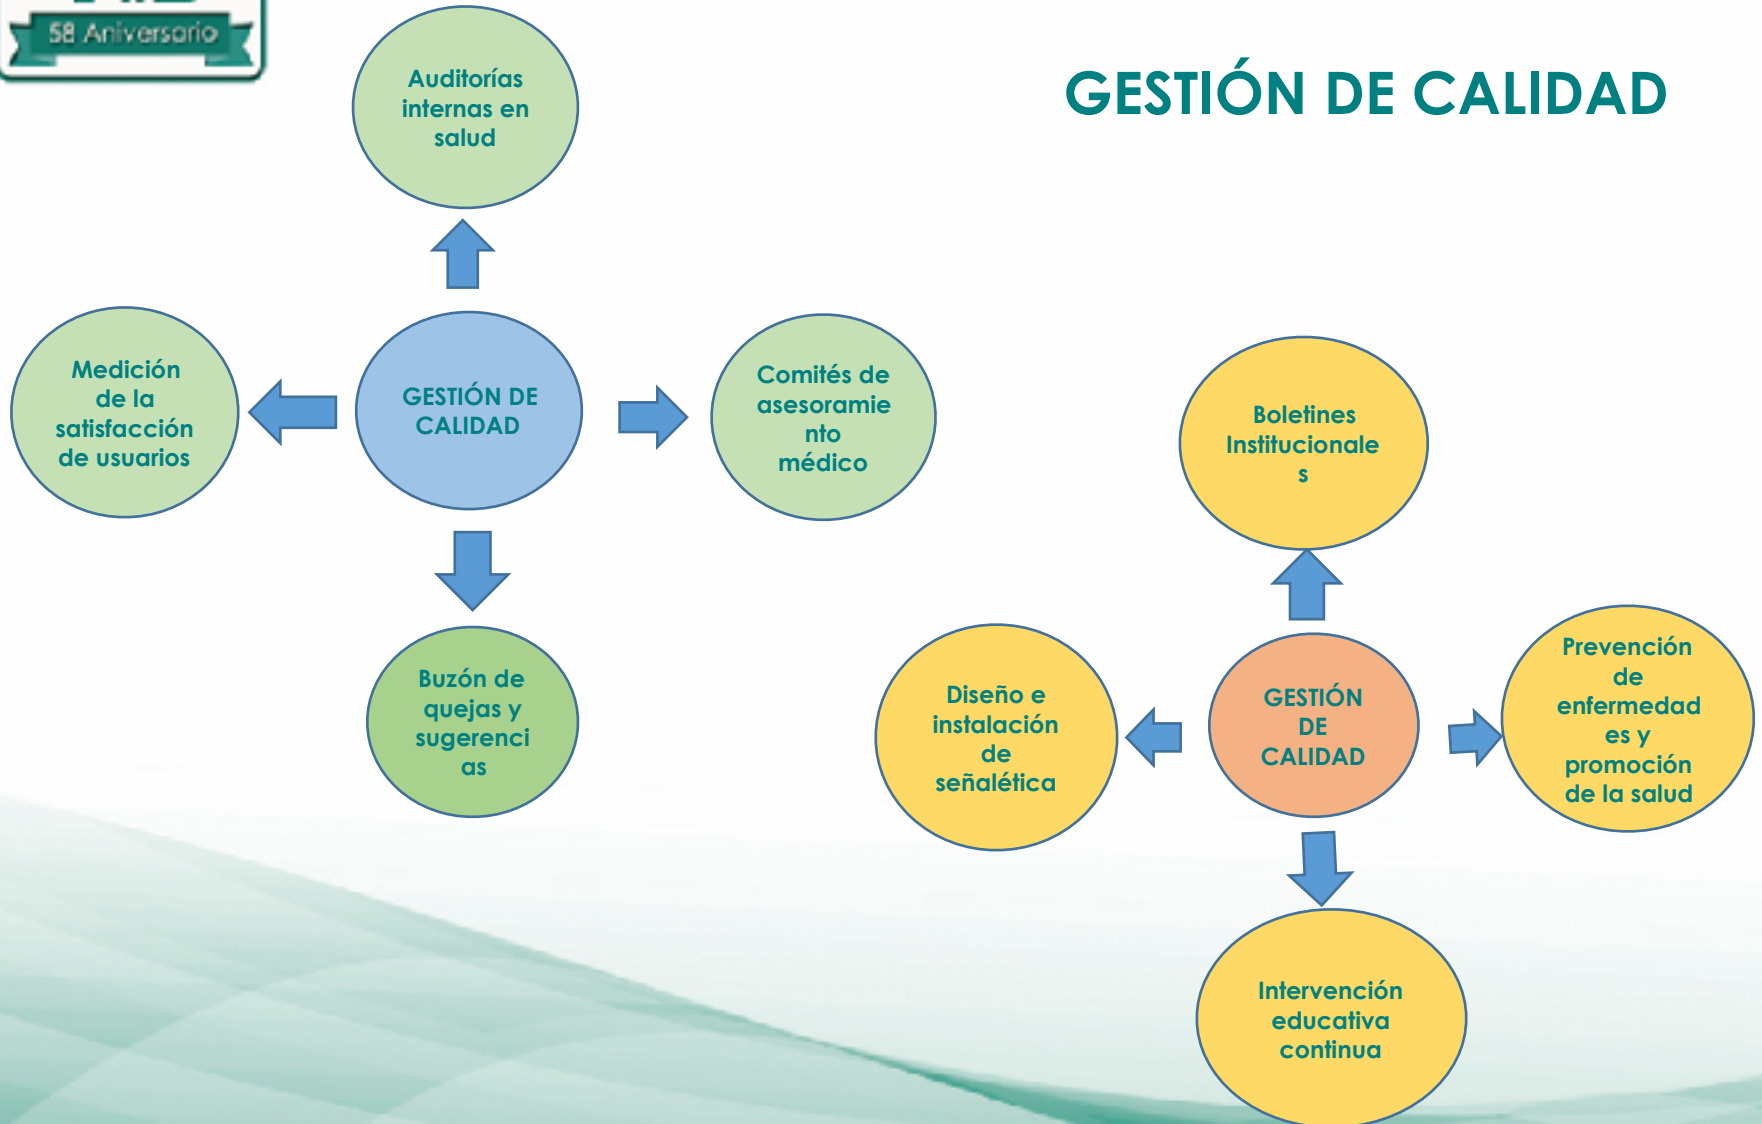 58 Aniversario
GESTIÓN DE CALIDAD
Auditorías
internas en
salud
Medición
de la
satisfacción
de usuarios
GESTIÓN DE
CALIDAD
Comités de
asesoramie
nto
médico
Buzón de
quejas y
sugerenci
as
Boletines
Institucionale
s
Diseño e
instalación
de
señalética
GESTIÓN
DE
CALIDAD
Prevención
de
enfermedad
es y
promoción
de la salud
Intervención
educativa
continua